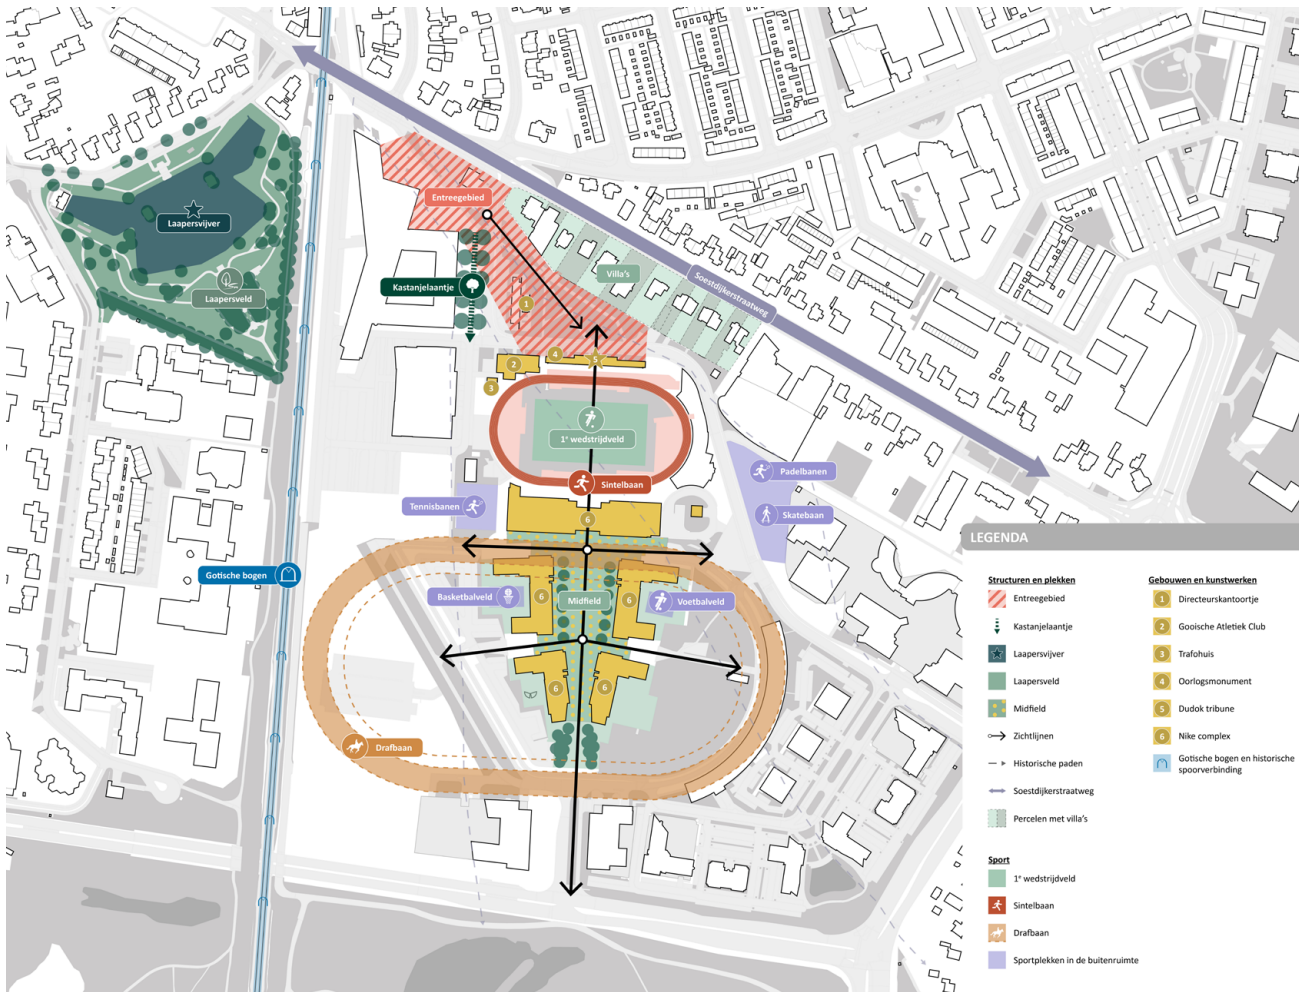 Entreegebied
Laapersvijver
Laapersveld
Kastanjelaantje
Villa's
Soestdijkerstraatweg
1
2
3
4
5
1e wedstrijdveld
Sintelbaan
Padelbanen
Skatebaan
Tennisbanen
6
Gotische bogen
Basketbalveld
6
Midfield
6
Voetbalveld
6
6
Drafbaan
LEGENDA
Structuren en plekken
Entreegebied
Kastanjelaantje
Laapersvijver
Laapersveld
Midfield
Zichtlijnen
Historische paden
Soestdijkerstraatweg
Percelen met villa's
Sport
1e wedstrijdveld
Sintelbaan
Drafbaan
Sportplekken in de buitenruimte
Gebouwen en kunstwerken
1 Directeurskantoortje
2 Gooische Atletiek Club
3 Trafohuis
4 Oorlogsmonument
5 Dudok tribune
6 Nike complex
Gotische bogen en historische
spoorverbinding